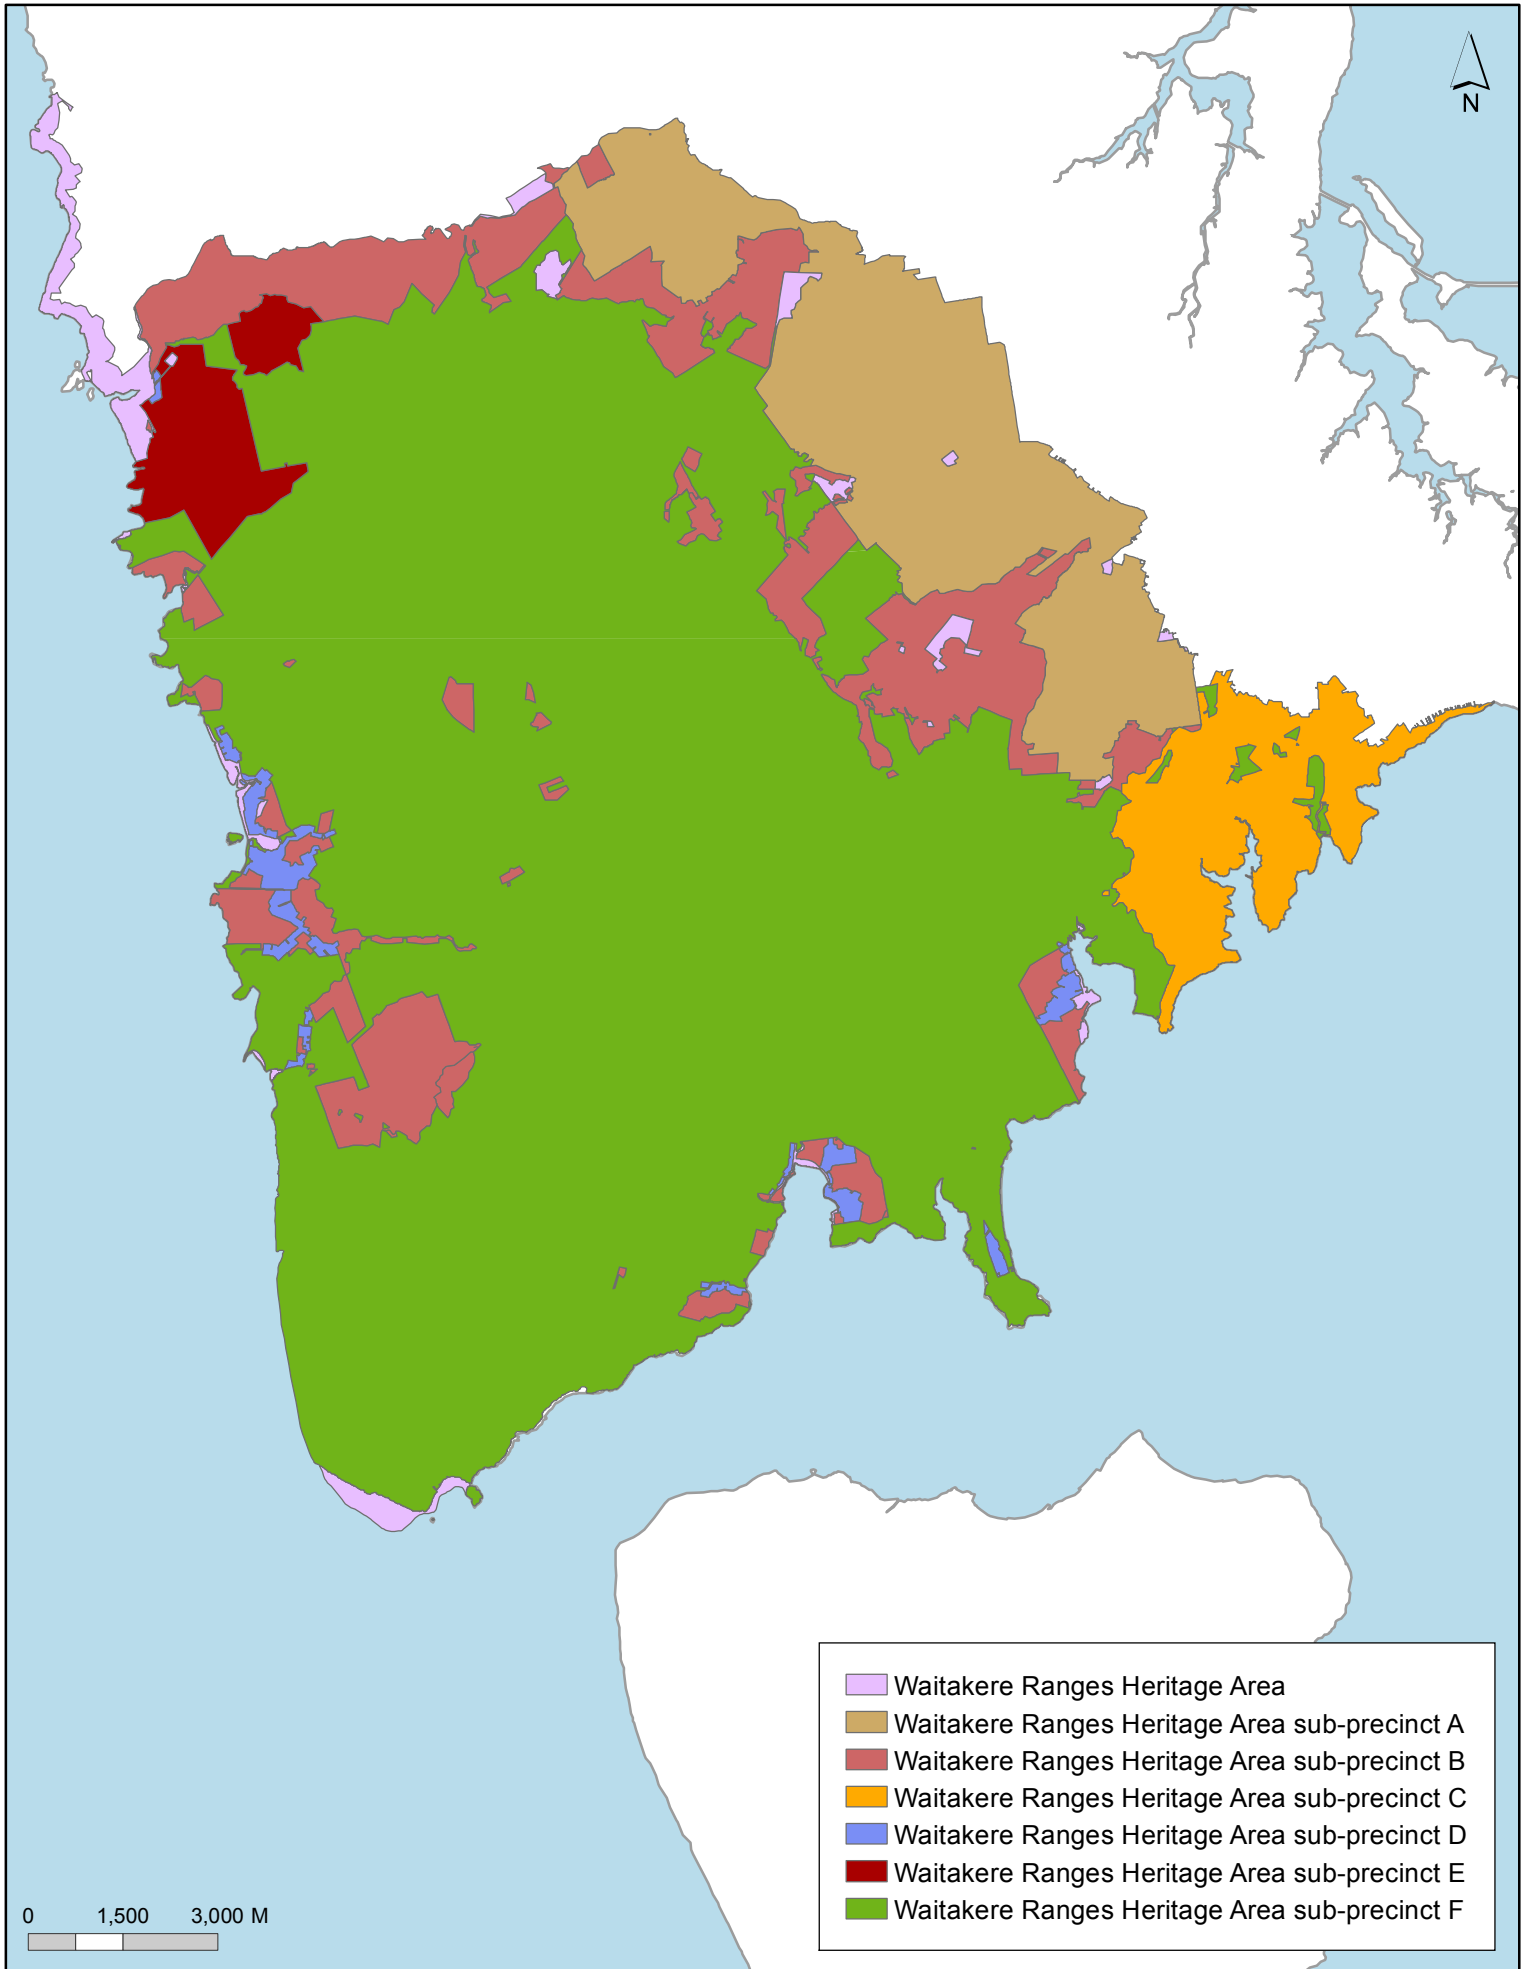 N
Waitakere Ranges Heritage Area
Waitakere Ranges Heritage Area sub-precinct A
Waitakere Ranges Heritage Area sub-precinct B
Waitakere Ranges Heritage Area sub-precinct C
Waitakere Ranges Heritage Area sub-precinct D
Waitakere Ranges Heritage Area sub-precinct E
Waitakere Ranges Heritage Area sub-precinct F
0 1,500 3,000 M